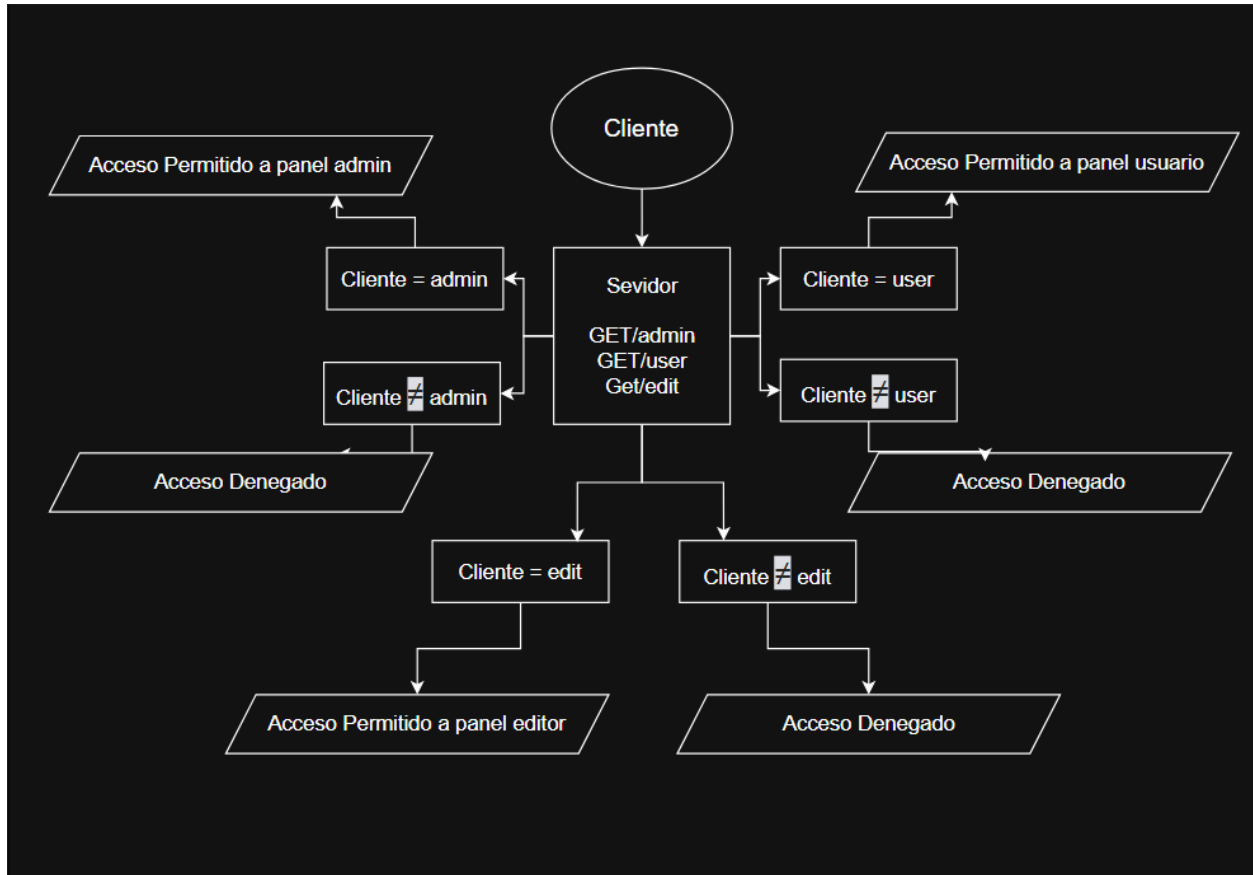 Cliente
Acceso Permitido a panel admin
Acceso Permitido a panel usuario
Cliente = admin
Sevidor
GET/admin
GET/user
Get/edit
Cliente = user
Cliente ≠ admin
Cliente ≠ user
Acceso Denegado
Acceso Denegado
Cliente = edit
Cliente ≠ edit
Acceso Permitido a panel editor
Acceso Denegado